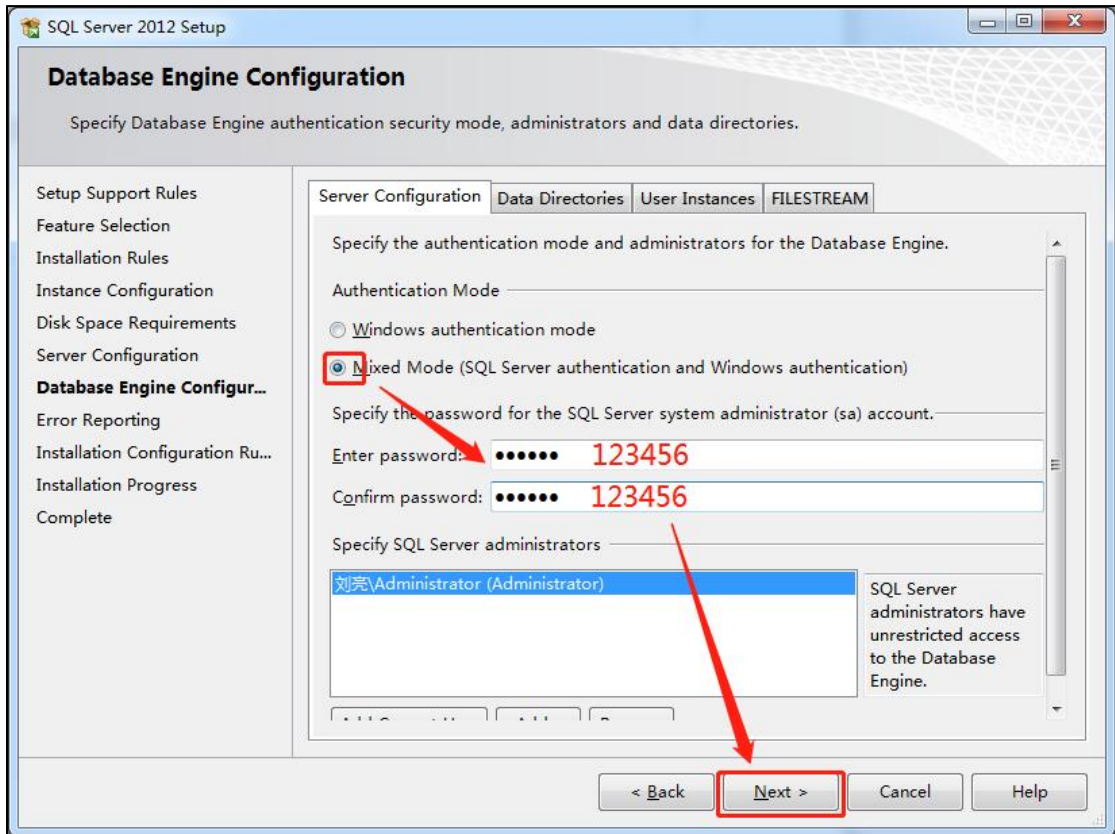 SQL Server 2012 Setup
Database Engine Configuration
Specify Database Engine authentication security mode, administrators and data directories.
Setup Support Rules
Feature Selection
Installation Rules
Instance Configuration
Disk Space Requirements
Server Configuration
Database Engine Configur...
Error Reporting
Installation Configuration Ru...
Installation Progress
Complete
Server Configuration Data Directories User Instances FILESTREAM
Specify the authentication mode and administrators for the Database Engine.
Authentication Mode
Windows authentication mode
Mixed Mode (SQL Server authentication and Windows authentication)
Specify the password for the SQL Server system administrator (sa) account.
Enter password: •••••• 123456
Confirm password: •••••• 123456
Specify SQL Server administrators
刘亮\Administrator (Administrator)
SQL Server
administrators have
unrestricted access
to the Database
Engine.
< Back Next > Cancel Help